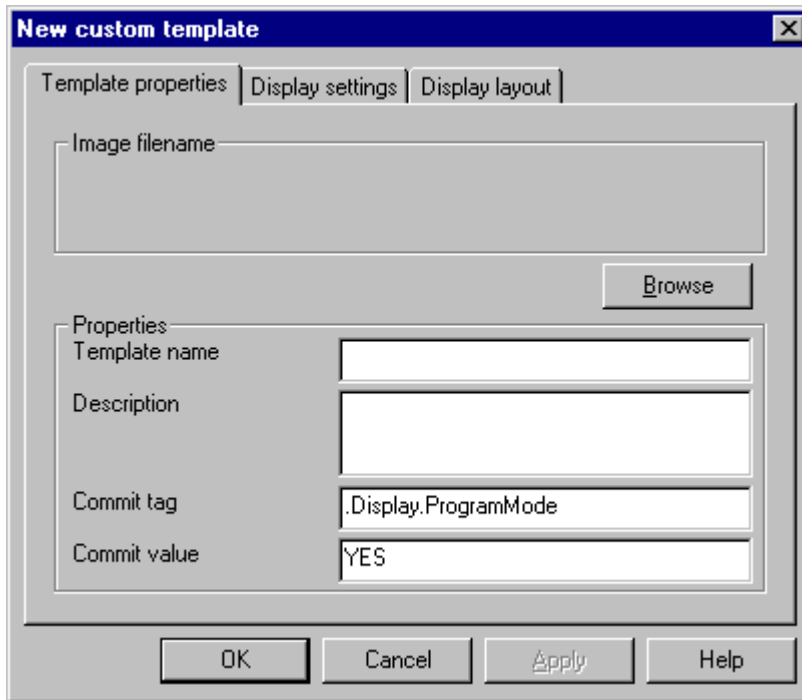 New custom template
Template properties Display settings Display layout
Image filename
Browse
Properties
Template name
Description
Commit tag .Display.ProgramMode
Commit value YES
OK Cancel Apply Help